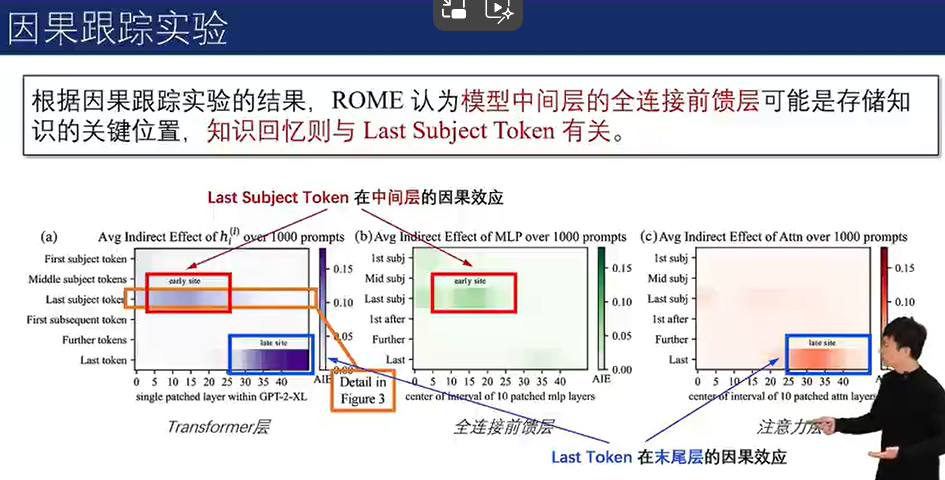 因果跟踪实验
根据因果跟踪实验的结果，ROME 认为模型中间层的全连接前馈层可能是存储知
识的关键位置，知识回忆则与 Last Subject Token 有关。
Last Subject Token 在中间层的因果效应
(a) Avg Indirect Effect of h_i^(l) over 1000 prompts
First subject token
Middle subject tokens
Last subject token
First subsequent token
Further tokens
Last token
early site
late site
0 5 10 15 20 25 30 35 40
single patched layer within GPT-2-XL
0.15
0.10
0.05
0.00
AIE
Detail in
Figure 3
Transformer层
(b) Avg Indirect Effect of MLP over 1000 prompts
1st subj
Mid subj
Last subj
1st after
Further
Last
early site
0 5 10 15 20 25 30 35 40
center of interval of 10 patched mlp layers
0.15
0.10
0.05
0.00
AIE
全连接前馈层
(c) Avg Indirect Effect of Attn over 1000 prompts
1st subj
Mid subj
Last subj
1st after
Further
Last
late site
0 5 10 15 20 25 30 35 40
center of interval of 10 patched attn layers
0.15
0.10
AIE
注意力层
Last Token 在末尾层的因果效应